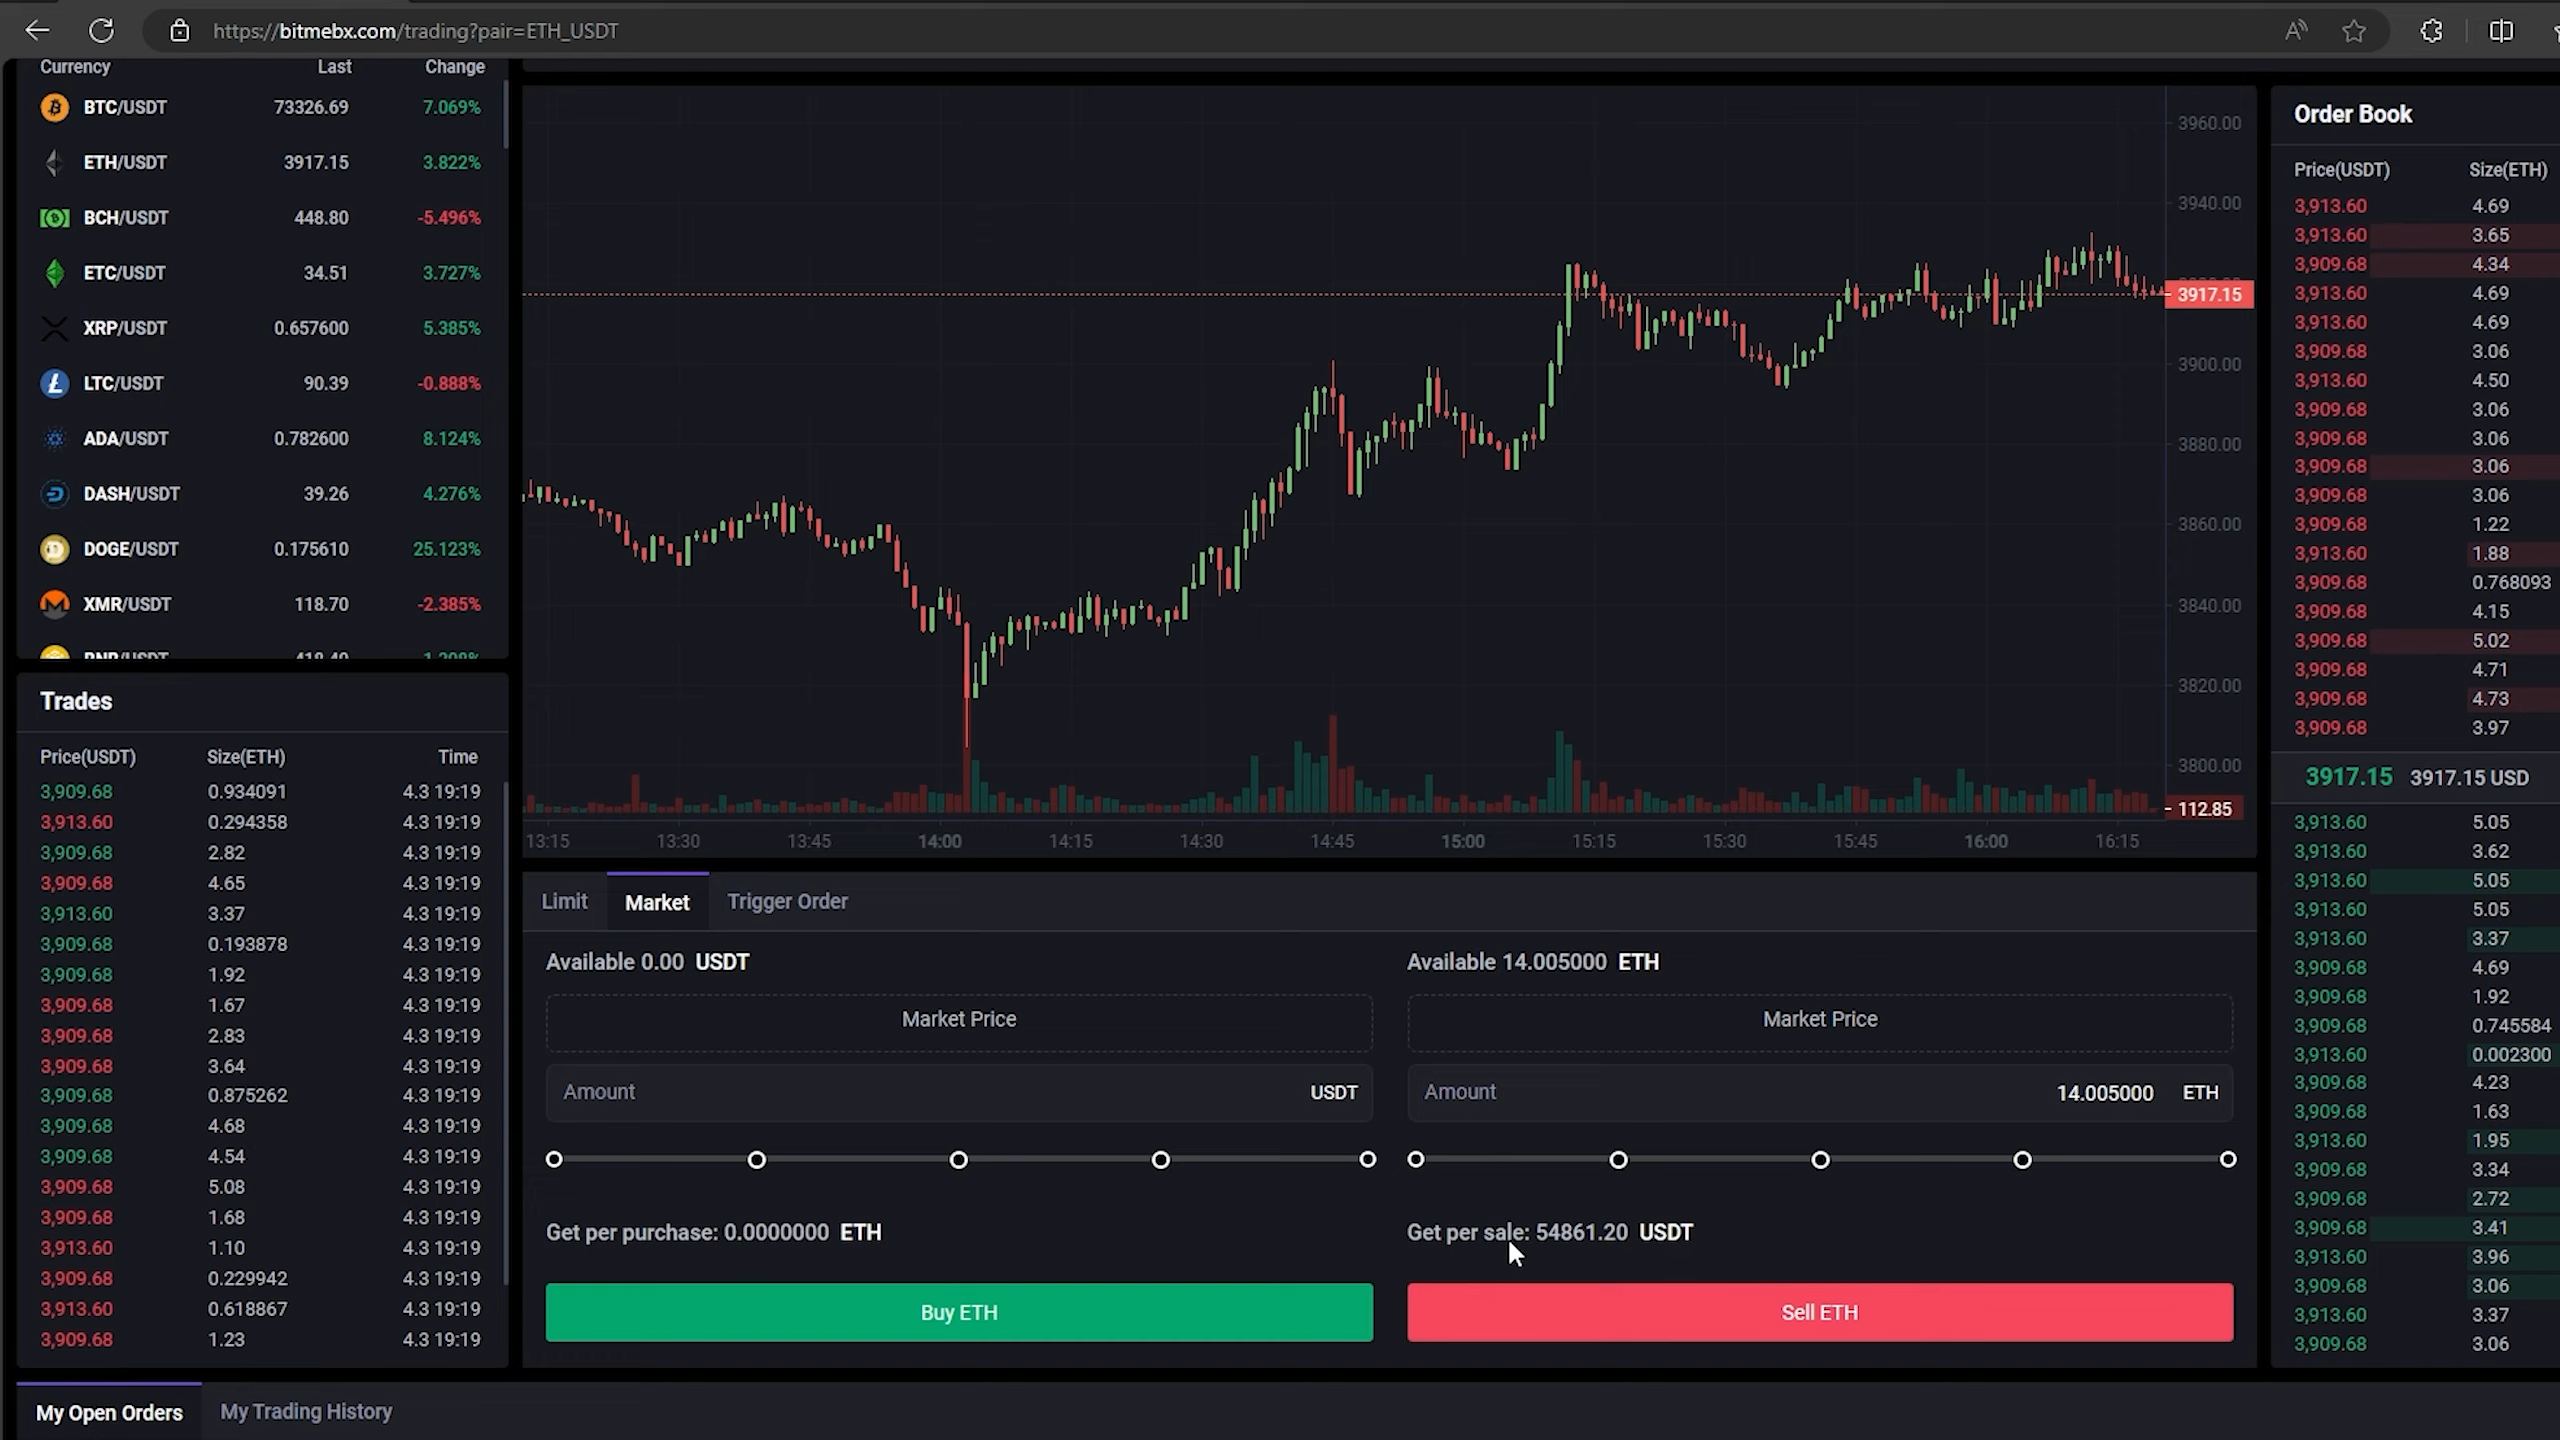 https://bitmebx.com/trading?pair=ETH_USDT
Currency Last Change
BTC/USDT 73326.69 7.069%
ETH/USDT 3917.15 3.822%
BCH/USDT 448.80 -5.496%
ETC/USDT 34.51 3.727%
XRP/USDT 0.657600 5.385%
LTC/USDT 90.39 -0.888%
ADA/USDT 0.782600 8.124%
DASH/USDT 39.26 4.276%
DOGE/USDT 0.175610 25.123%
XMR/USDT 118.70 -2.385%
Trades
Price(USDT) Size(ETH) Time
3,909.68 0.934091 4.3 19:19
3,913.60 0.294358 4.3 19:19
3,909.68 2.82 4.3 19:19
3,909.68 4.65 4.3 19:19
3,913.60 3.37 4.3 19:19
3,909.68 0.193878 4.3 19:19
3,909.68 1.92 4.3 19:19
3,909.68 1.67 4.3 19:19
3,909.68 2.83 4.3 19:19
3,909.68 3.64 4.3 19:19
3,909.68 0.875262 4.3 19:19
3,909.68 4.68 4.3 19:19
3,909.68 4.54 4.3 19:19
3,909.68 5.08 4.3 19:19
3,909.68 1.68 4.3 19:19
3,913.60 1.10 4.3 19:19
3,909.68 0.229942 4.3 19:19
3,913.60 0.618867 4.3 19:19
3,909.68 1.23 4.3 19:19
3960.00
3940.00
3917.15
3900.00
3880.00
3860.00
3840.00
3820.00
3800.00
112.85
13:15 13:30 13:45 14:00 14:15 14:30 14:45 15:00 15:15 15:30 15:45 16:00 16:15
Limit Market Trigger Order
Available 0.00 USDT
Market Price
Amount USDT
Get per purchase: 0.0000000 ETH
Buy ETH
Available 14.005000 ETH
Market Price
Amount 14.005000 ETH
Get per sale: 54861.20 USDT
Sell ETH
Order Book
Price(USDT) Size(ETH)
3,913.60 4.69
3,913.60 3.65
3,909.68 4.34
3,913.60 4.69
3,913.60 4.69
3,909.68 3.06
3,913.60 4.50
3,909.68 3.06
3,909.68 3.06
3,909.68 3.06
3,909.68 3.06
3,909.68 1.22
3,913.60 1.88
3,909.68 0.768093
3,909.68 4.15
3,909.68 5.02
3,909.68 4.71
3,909.68 4.73
3,909.68 3.97
3917.15 3917.15 USD
3,913.60 5.05
3,913.60 3.62
3,913.60 5.05
3,913.60 5.05
3,913.60 3.37
3,909.68 4.69
3,909.68 1.92
3,913.60 0.745584
3,913.60 0.002300
3,909.68 4.23
3,909.68 1.63
3,913.60 1.95
3,909.68 3.34
3,909.68 2.72
3,909.68 3.41
3,913.60 3.96
3,909.68 3.06
3,913.60 3.37
3,909.68 3.06
My Open Orders My Trading History